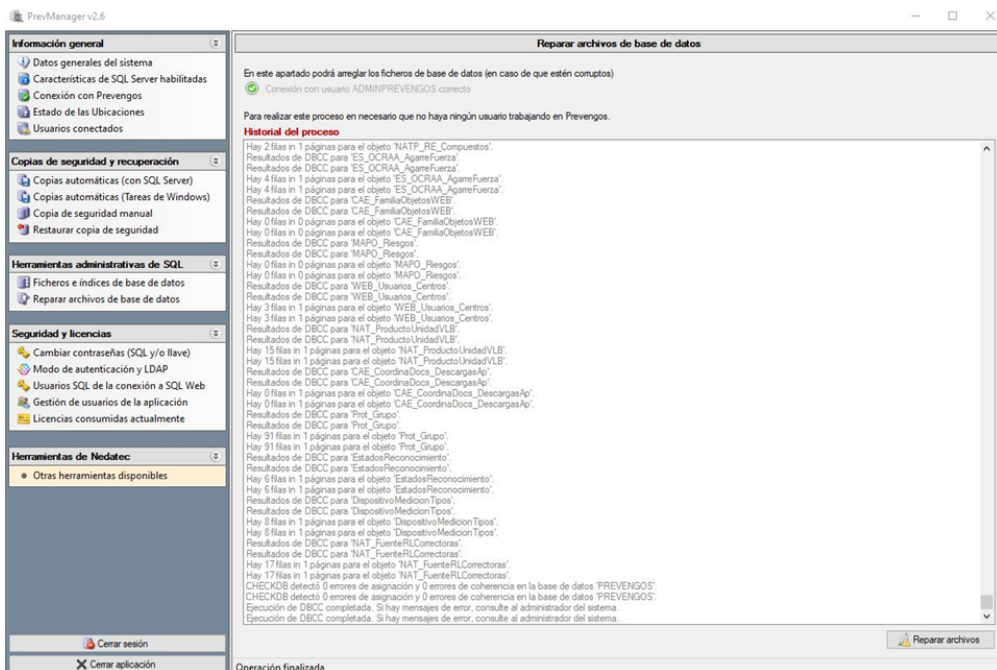 PrevManager v2.6
Información general
Datos generales del sistema
Características de SQL Server habilitadas
Conexión con Prevengos
Estado de las Ubicaciones
Usuarios conectados
Copias de seguridad y recuperación
Copias automáticas (con SQL Server)
Copias automáticas (Tareas de Windows)
Copia de seguridad manual
Restaurar copia de seguridad
Herramientas administrativas de SQL
Ficheros e índices de base de datos
Reparar archivos de base de datos
Seguridad y licencias
Cambiar contraseñas (SQL y/o llave)
Modo de autenticación y LDAP
Usuarios SQL de la conexión a SQL Web
Gestión de usuarios de la aplicación
Licencias consumidas actualmente
Herramientas de Nedatec
Otras herramientas disponibles
Cerrar sesión
Cerrar aplicación
Reparar archivos de base de datos
En este apartado podrá arreglar los ficheros de base de datos (en caso de que estén corruptos)
Conexión con usuario ADMINPREVENGOS correcto
Para realizar este proceso en necesario que no haya ningún usuario trabajando en Prevengos.
Historial del proceso
Hay 2 filas in 1 páginas para el objeto 'NATP_RE_Compuestos'.
Resultados de DBCC para 'ES_OCRAA_AgarreFuerza'.
Resultados de DBCC para 'ES_OCRAA_AgarreFuerza'.
Hay 4 filas in 1 páginas para el objeto 'ES_OCRAA_AgarreFuerza'.
Hay 4 filas in 1 páginas para el objeto 'ES_OCRAA_AgarreFuerza'.
Resultados de DBCC para 'CAE_FamiliaObjetosWEB'.
Resultados de DBCC para 'CAE_FamiliaObjetosWEB'.
Hay 0 filas in 0 páginas para el objeto 'CAE_FamiliaObjetosWEB'.
Hay 0 filas in 0 páginas para el objeto 'CAE_FamiliaObjetosWEB'.
Resultados de DBCC para 'MAPO_Riesgos'.
Resultados de DBCC para 'MAPO_Riesgos'.
Hay 0 filas in 0 páginas para el objeto 'MAPO_Riesgos'.
Hay 0 filas in 0 páginas para el objeto 'MAPO_Riesgos'.
Resultados de DBCC para 'WEB_Usuarios_Centros'.
Resultados de DBCC para 'WEB_Usuarios_Centros'.
Hay 3 filas in 1 páginas para el objeto 'WEB_Usuarios_Centros'.
Hay 3 filas in 1 páginas para el objeto 'WEB_Usuarios_Centros'.
Resultados de DBCC para 'NAT_ProductoUnidadVLB'.
Resultados de DBCC para 'NAT_ProductoUnidadVLB'.
Hay 15 filas in 1 páginas para el objeto 'NAT_ProductoUnidadVLB'.
Hay 15 filas in 1 páginas para el objeto 'NAT_ProductoUnidadVLB'.
Resultados de DBCC para 'CAE_CoordinaDocs_DescargasAp'.
Resultados de DBCC para 'CAE_CoordinaDocs_DescargasAp'.
Hay 0 filas in 1 páginas para el objeto 'CAE_CoordinaDocs_DescargasAp'.
Hay 0 filas in 1 páginas para el objeto 'CAE_CoordinaDocs_DescargasAp'.
Resultados de DBCC para 'Prot_Grupo'.
Resultados de DBCC para 'Prot_Grupo'.
Hay 91 filas in 1 páginas para el objeto 'Prot_Grupo'.
Hay 91 filas in 1 páginas para el objeto 'Prot_Grupo'.
Resultados de DBCC para 'EstadosReconocimiento'.
Resultados de DBCC para 'EstadosReconocimiento'.
Hay 6 filas in 1 páginas para el objeto 'EstadosReconocimiento'.
Hay 6 filas in 1 páginas para el objeto 'EstadosReconocimiento'.
Resultados de DBCC para 'DispositivoMedicionTipos'.
Resultados de DBCC para 'DispositivoMedicionTipos'.
Hay 8 filas in 1 páginas para el objeto 'DispositivoMedicionTipos'.
Hay 8 filas in 1 páginas para el objeto 'DispositivoMedicionTipos'.
Resultados de DBCC para 'NAT_FuenteRLCorrectoras'.
Resultados de DBCC para 'NAT_FuenteRLCorrectoras'.
Hay 17 filas in 1 páginas para el objeto 'NAT_FuenteRLCorrectoras'.
Hay 17 filas in 1 páginas para el objeto 'NAT_FuenteRLCorrectoras'.
CHECKDB detectó 0 errores de asignación y 0 errores de coherencia en la base de datos 'PREVENGOS'.
CHECKDB detectó 0 errores de asignación y 0 errores de coherencia en la base de datos 'PREVENGOS'.
Ejecución de DBCC completada. Si hay mensajes de error, consulte al administrador del sistema.
Ejecución de DBCC completada. Si hay mensajes de error, consulte al administrador del sistema.
Reparar archivos
Operación finalizada